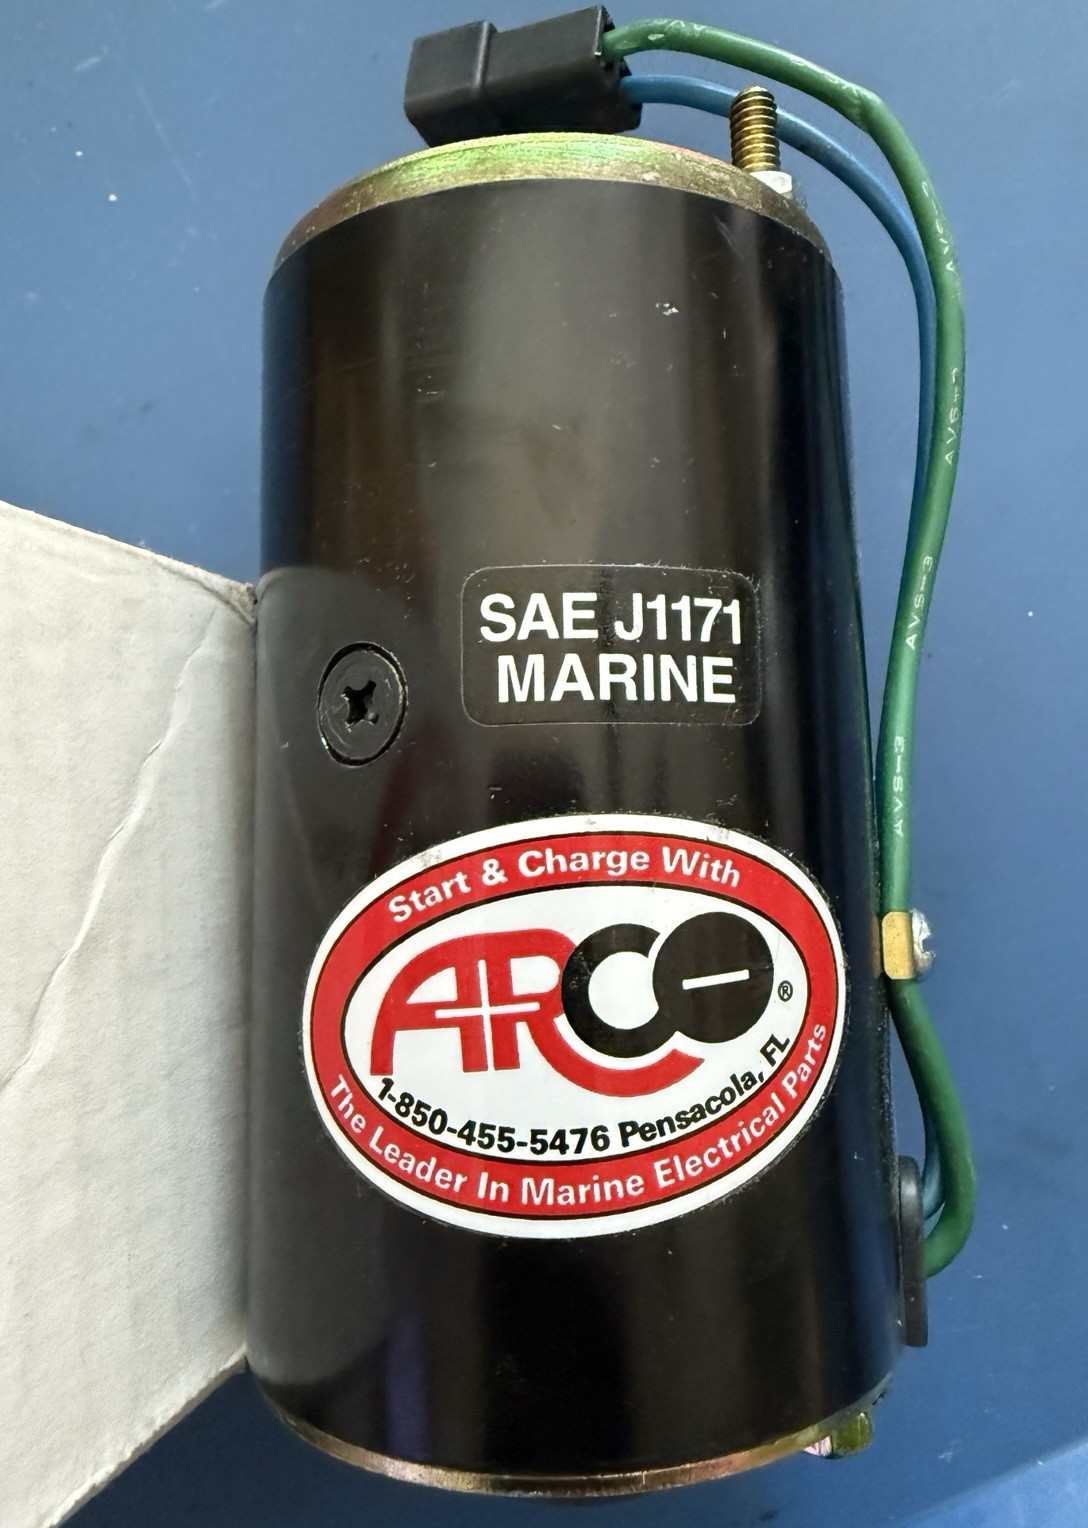 SAE J1171
MARINE
Start & Charge With
ARCO ®
1-850-455-5476 Pensacola, FL
The Leader In Marine Electrical Parts
AVS-3
AVS-3